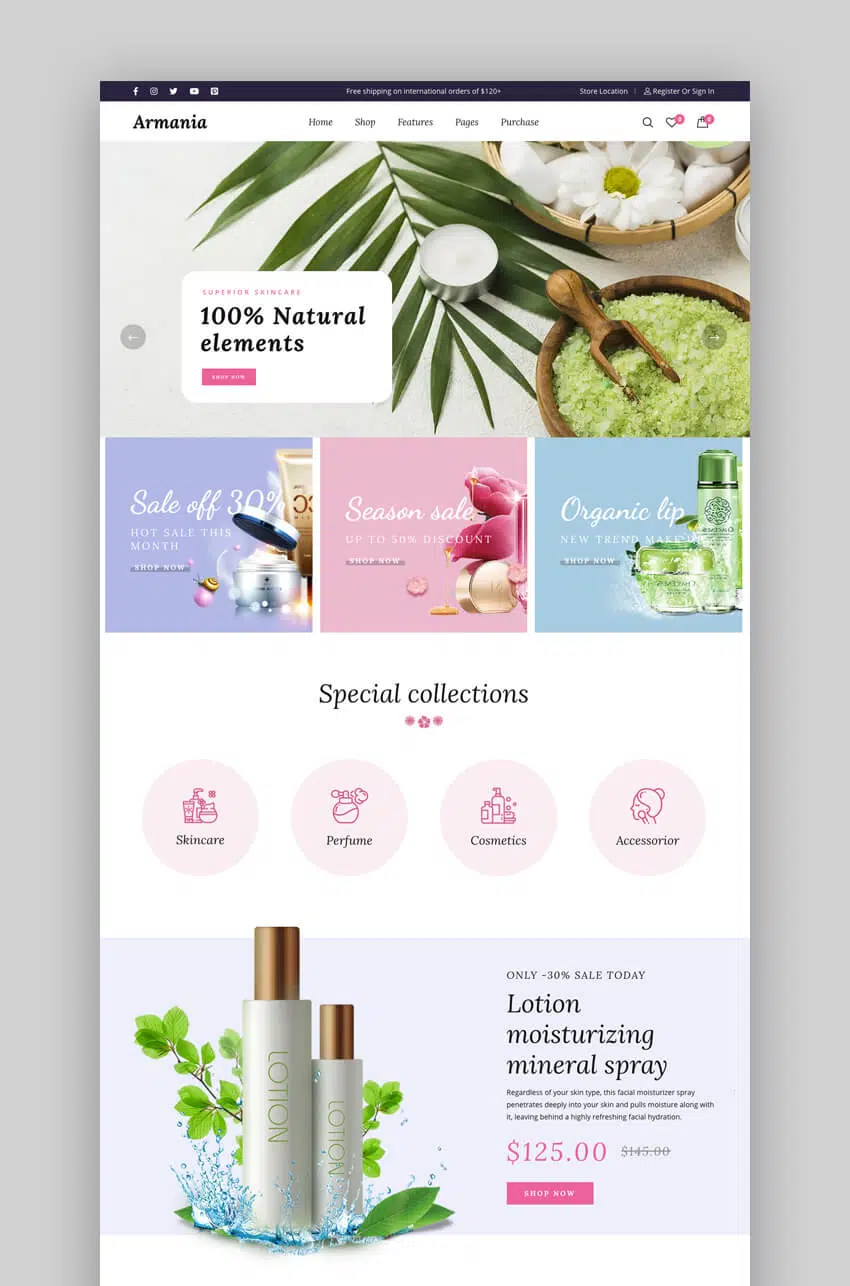 Free shipping on international orders of $120+
Store Location
Register Or Sign In
Armania
Home
Shop
Features
Pages
Purchase
SUPERIOR SKINCARE
100% Natural
elements
SHOP NOW
Sale off 30%
HOT SALE THIS
MONTH
SHOP NOW
Season sale
UP TO 50% DISCOUNT
SHOP NOW
Organic lip
NEW TREND MAKE UP
SHOP NOW
Special collections
Skincare
Perfume
Cosmetics
Accessorior
LOTION
LOTION
ONLY -30% SALE TODAY
Lotion
moisturizing
mineral spray
Regardless of your skin type, this facial moisturizer spray
penetrates deeply into your skin and pulls moisture along with
it, leaving behind a highly refreshing facial hydration.
$125.00 $145.00
SHOP NOW